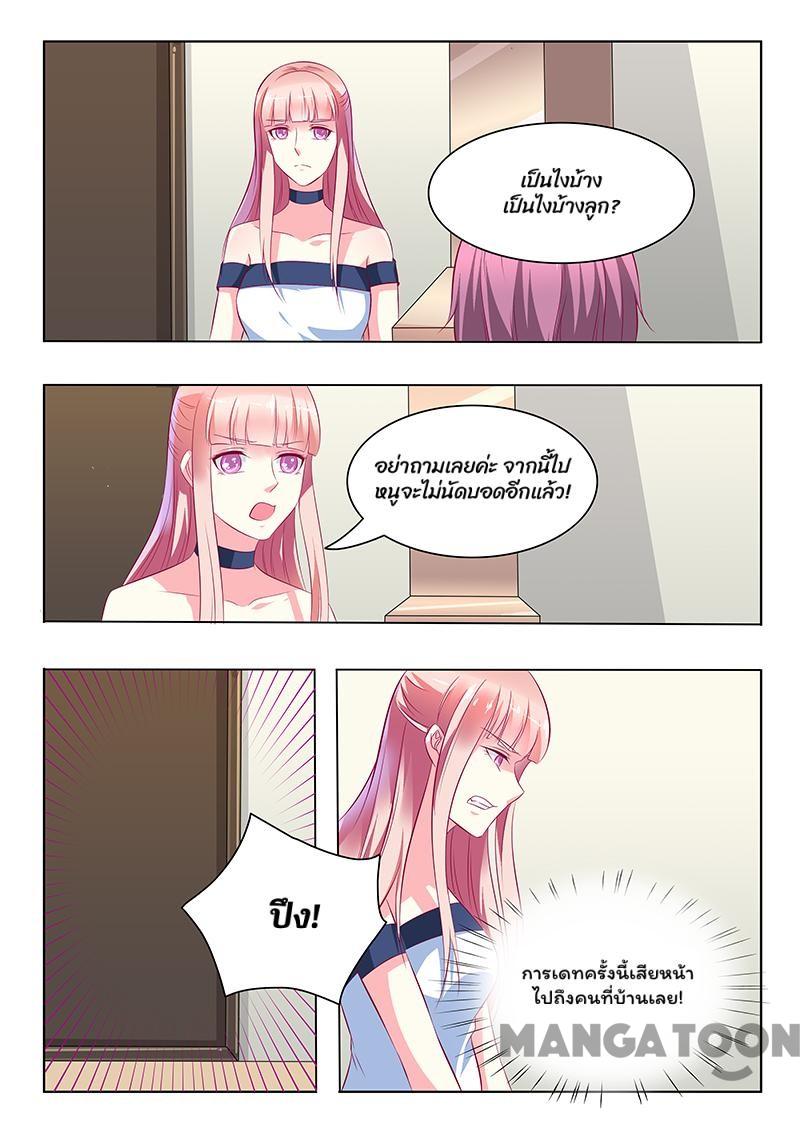 เป็นไงบ้าง
เป็นไงบ้างลูก?
อย่าถามเลยค่ะ จากนี้ไป
หนูจะไม่นัดบอดอีกแล้ว!
ปึง!
การเดทครั้งนี้เสียหน้า
ไปถึงคนที่บ้านเลย!
MANGATOON